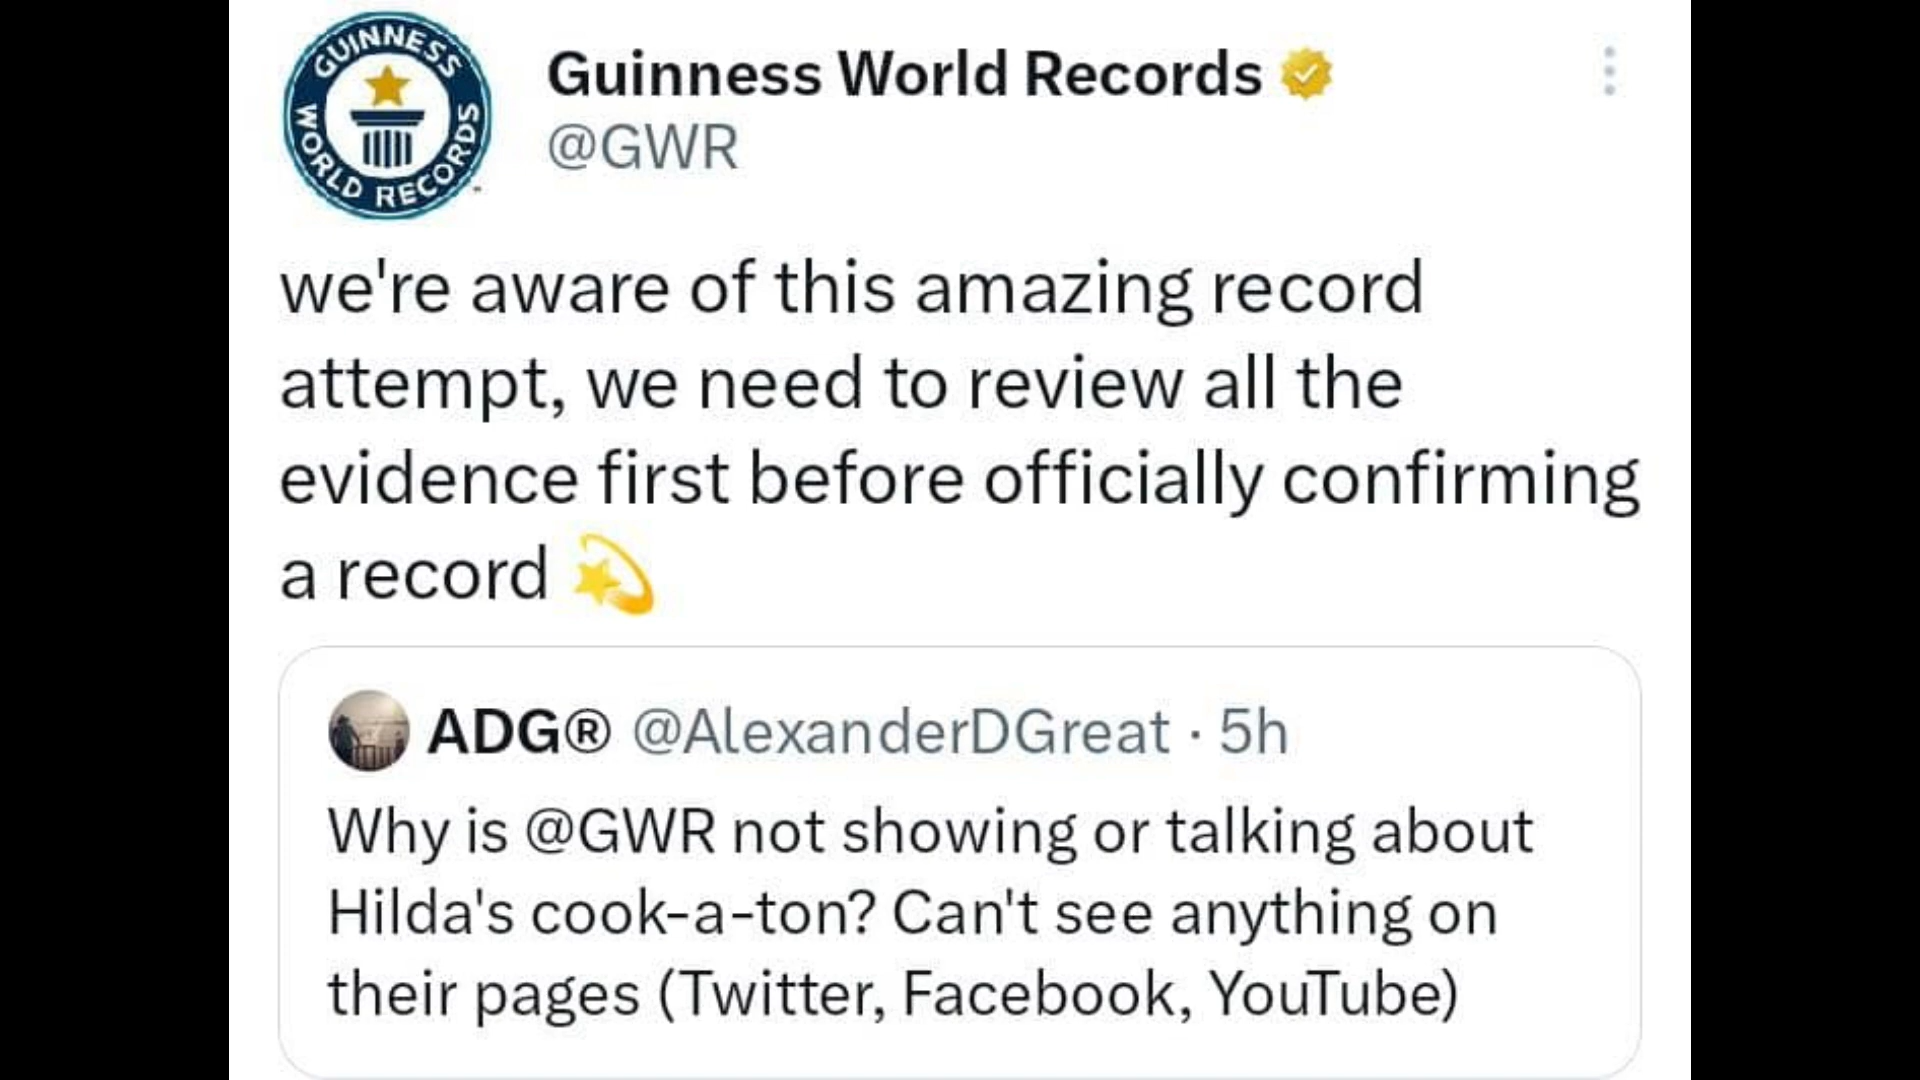 GUINNESS WORLD RECORDS
Guinness World Records
@GWR
we're aware of this amazing record
attempt, we need to review all the
evidence first before officially confirming
a record 💫
ADG® @AlexanderDGreat · 5h
Why is @GWR not showing or talking about
Hilda's cook-a-ton? Can't see anything on
their pages (Twitter, Facebook, YouTube)